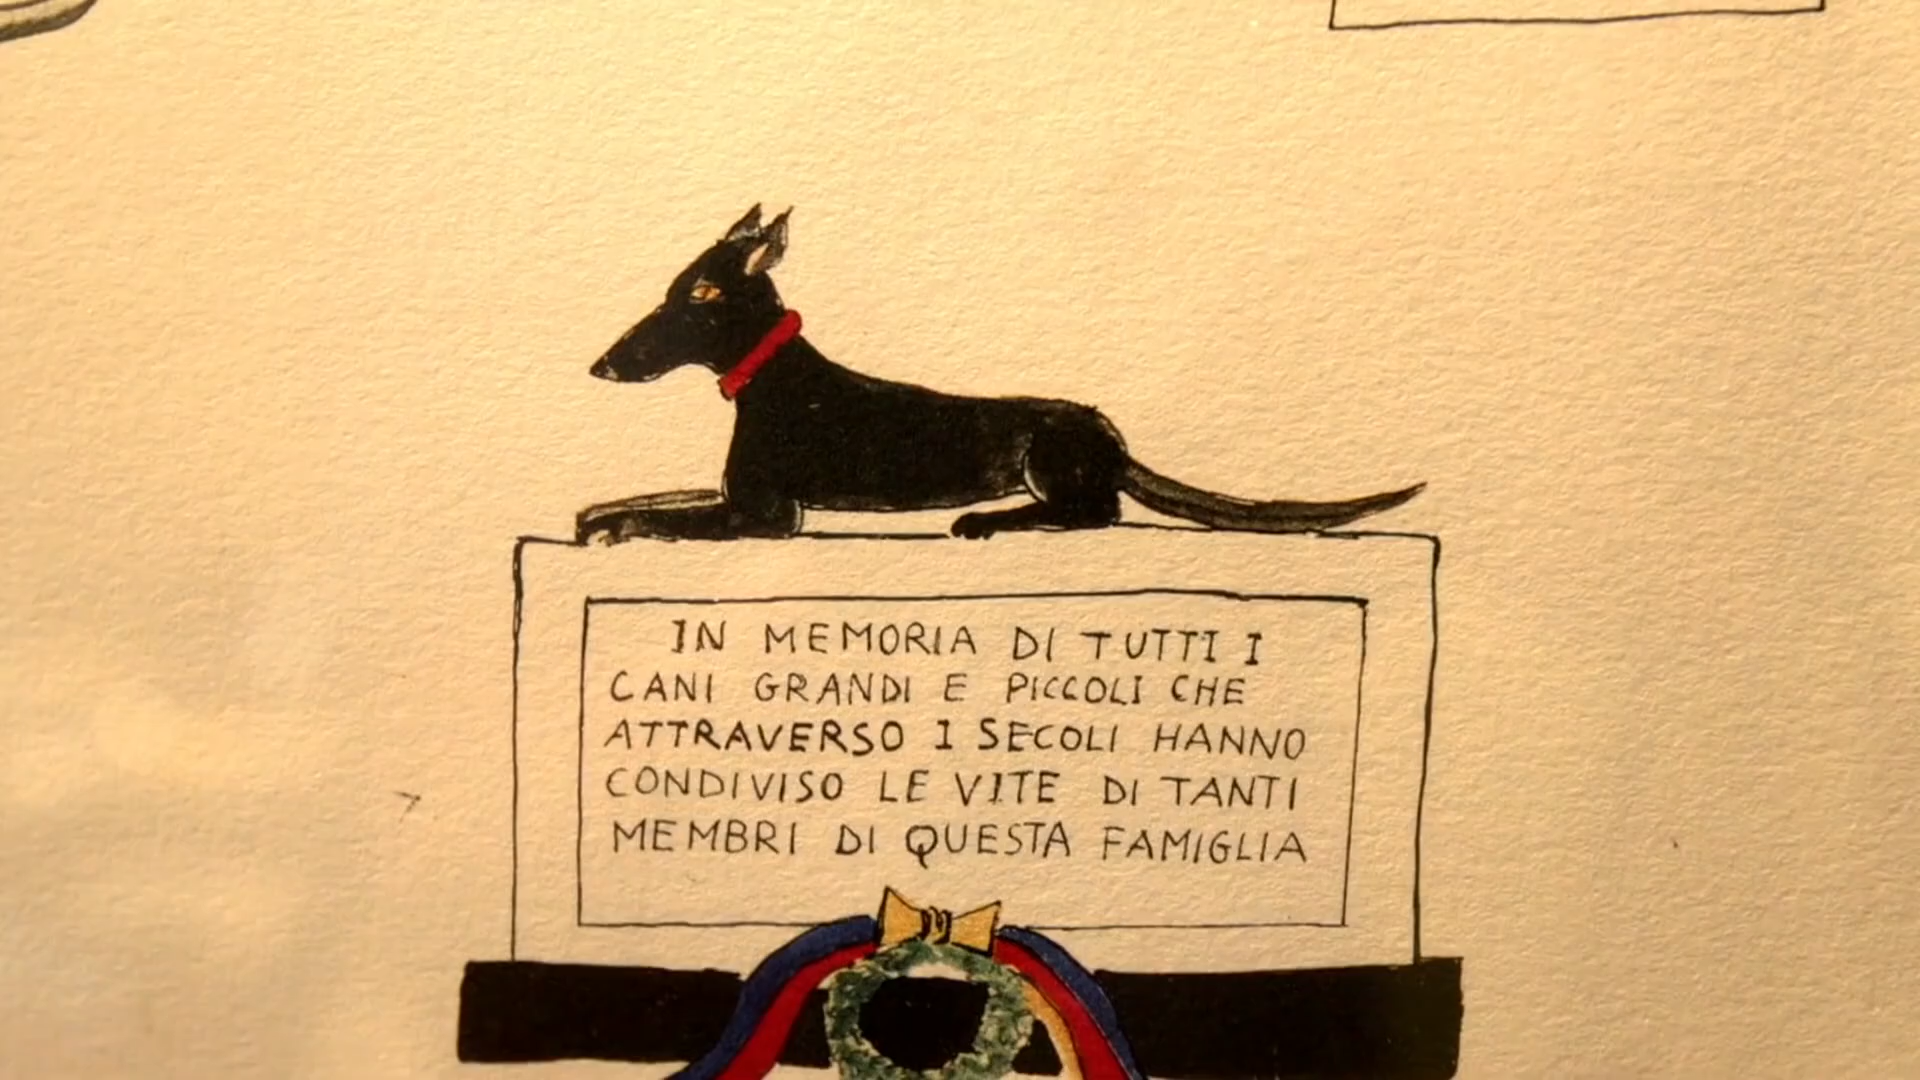 IN MEMORIA DI TUTTI I
CANI GRANDI E PICCOLI CHE
ATTRAVERSO I SECOLI HANNO
CONDIVISO LE VITE DI TANTI
MEMBRI DI QUESTA FAMIGLIA